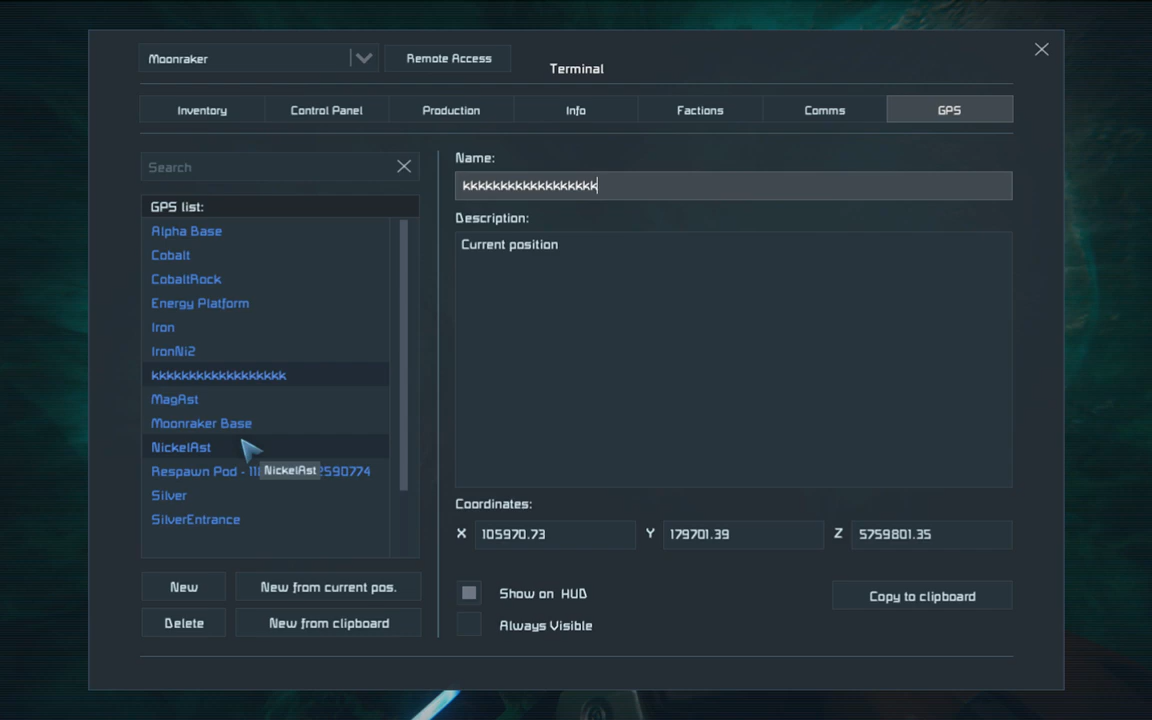 Moonraker
Remote Access
Terminal
Inventory
Control Panel
Production
Info
Factions
Comms
GPS
Search
GPS list:
Alpha Base
Cobalt
CobaltRock
Energy Platform
Iron
IronNi2
kkkkkkkkkkkkkkkkkk
MagAst
Moonraker Base
NickelAst
Respawn Pod -
2590774
NickelAst
Silver
SilverEntrance
New
New from current pos.
Delete
New from clipboard
Name:
kkkkkkkkkkkkkkkkkk
Description:
Current position
Coordinates:
X 105970.73 Y 179701.39 Z 5759801.35
Show on HUD
Always Visible
Copy to clipboard